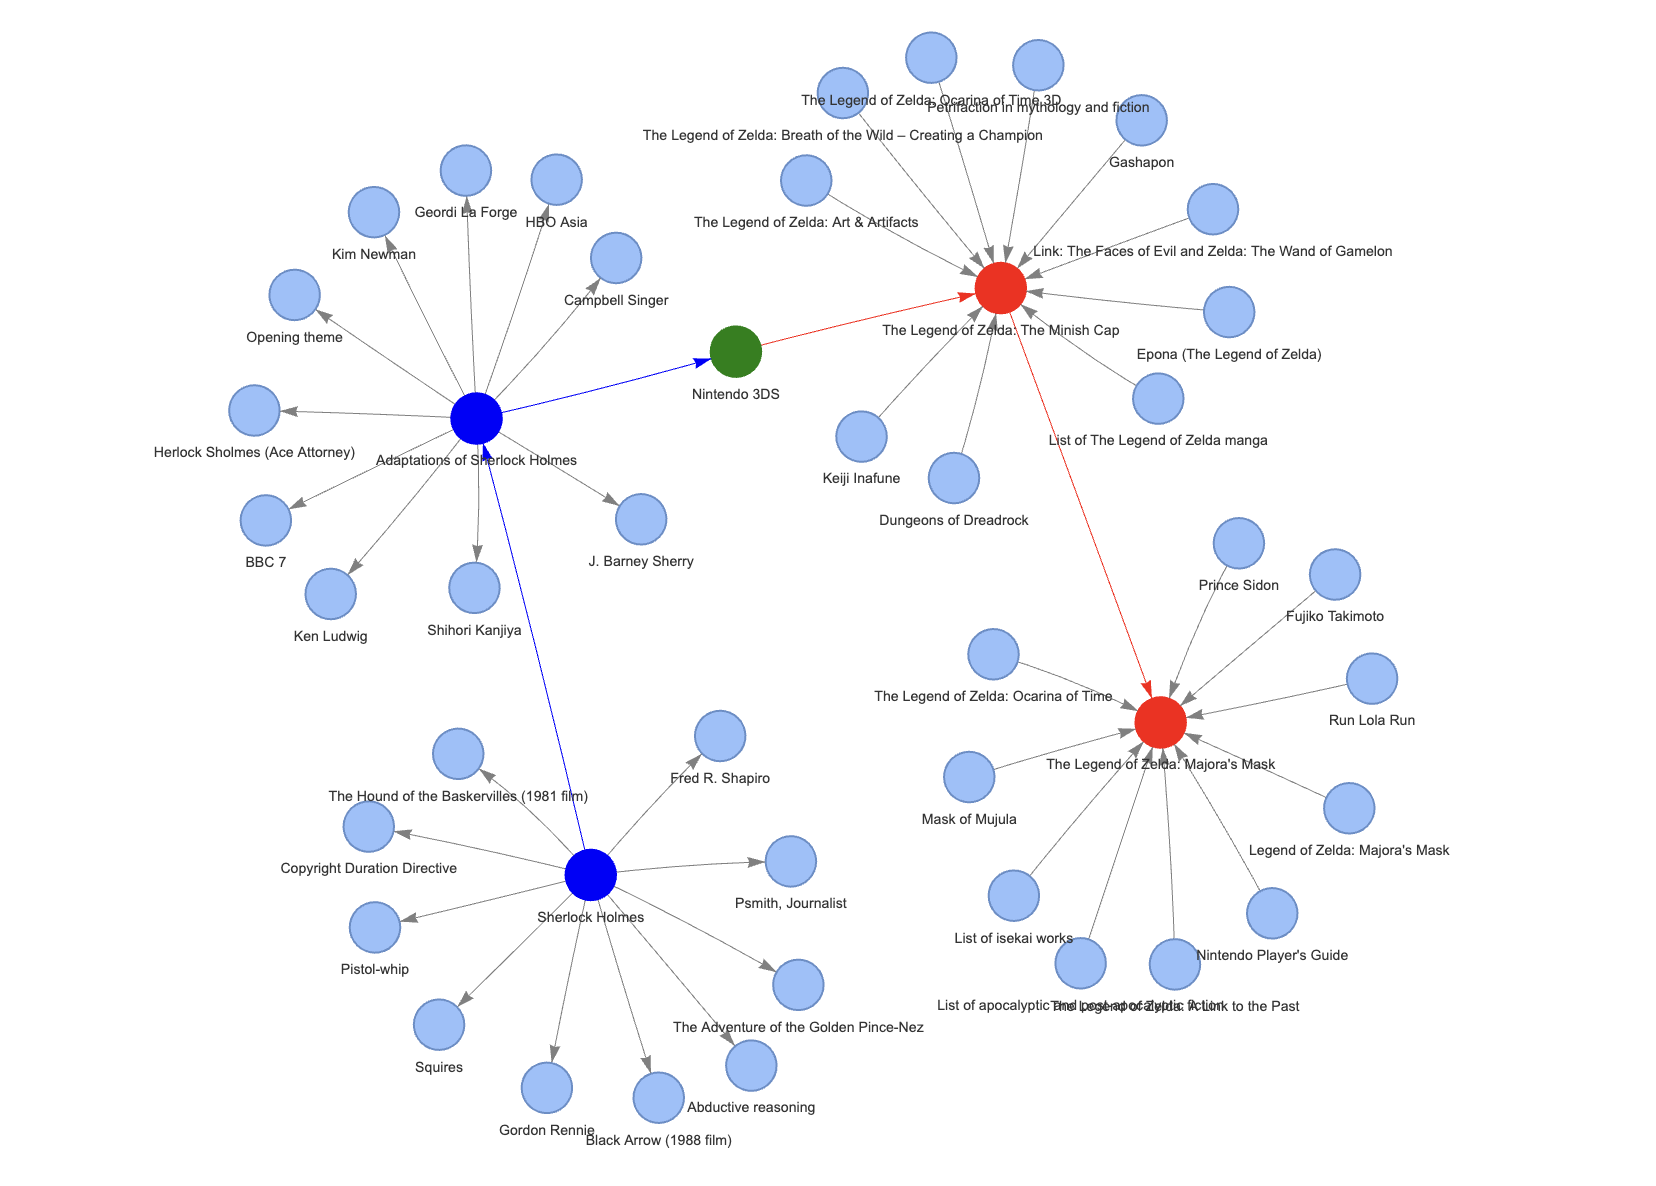 The Legend of Zelda: Ocarina of Time 3D
Petrifaction in mythology and fiction
The Legend of Zelda: Breath of the Wild – Creating a Champion
Gashapon
Geordi La Forge
HBO Asia
The Legend of Zelda: Art & Artifacts
Kim Newman
Link: The Faces of Evil and Zelda: The Wand of Gamelon
Campbell Singer
The Legend of Zelda: The Minish Cap
Opening theme
Epona (The Legend of Zelda)
Nintendo 3DS
List of The Legend of Zelda manga
Herlock Sholmes (Ace Attorney)
Adaptations of Sherlock Holmes
Keiji Inafune
Dungeons of Dreadrock
BBC 7
J. Barney Sherry
Prince Sidon
Fujiko Takimoto
Ken Ludwig
Shihori Kanjiya
The Legend of Zelda: Ocarina of Time
Run Lola Run
The Legend of Zelda: Majora's Mask
Fred R. Shapiro
The Hound of the Baskervilles (1981 film)
Mask of Mujula
Legend of Zelda: Majora's Mask
Copyright Duration Directive
Psmith, Journalist
Sherlock Holmes
List of isekai works
Nintendo Player's Guide
Pistol-whip
List of apocalyptic and post-apocalyptic fiction
The Legend of Zelda: A Link to the Past
The Adventure of the Golden Pince-Nez
Squires
Abductive reasoning
Gordon Rennie
Black Arrow (1988 film)